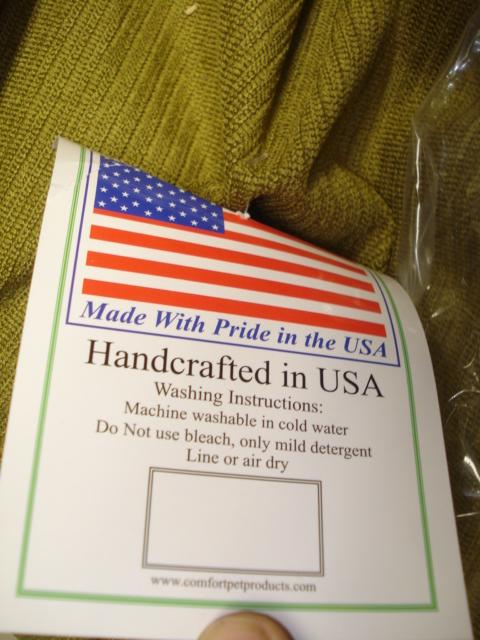 Made With Pride in the USA
Handcrafted in USA
Washing Instructions:
Machine washable in cold water
Do Not use bleach, only mild detergent
Line or air dry
www.comfortpetproducts.com